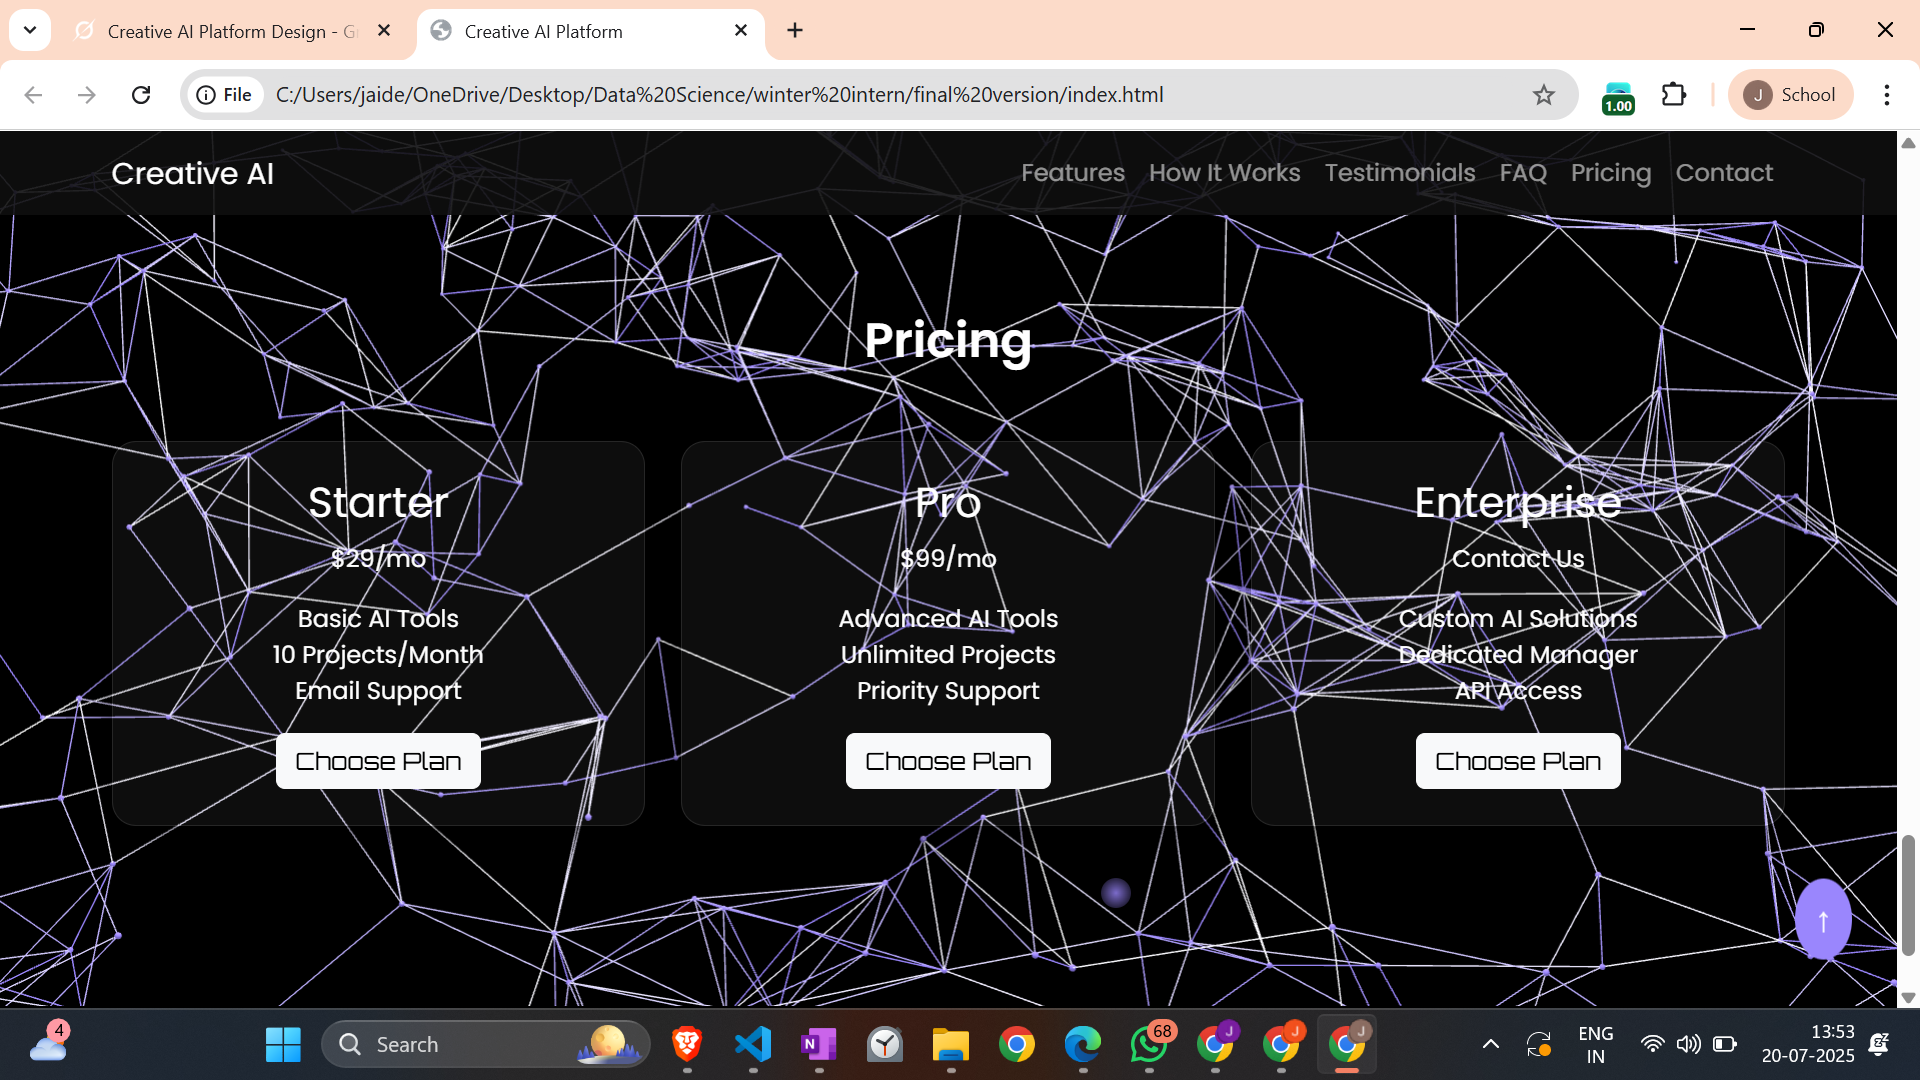 Creative AI Platform Design - G
Creative AI Platform
File
C:/Users/jaide/OneDrive/Desktop/Data%20Science/winter%20intern/final%20version/index.html
1.00
J
School
Creative AI
Features
How It Works
Testimonials
FAQ
Pricing
Contact
Pricing
Starter
$29/mo
Basic AI Tools
10 Projects/Month
Email Support
Choose Plan
Pro
$99/mo
Advanced AI Tools
Unlimited Projects
Priority Support
Choose Plan
Enterprise
Contact Us
Custom AI Solutions
Dedicated Manager
API Access
Choose Plan
↑
4
Search
N
68
J
J
J
ENG
IN
13:53
20-07-2025